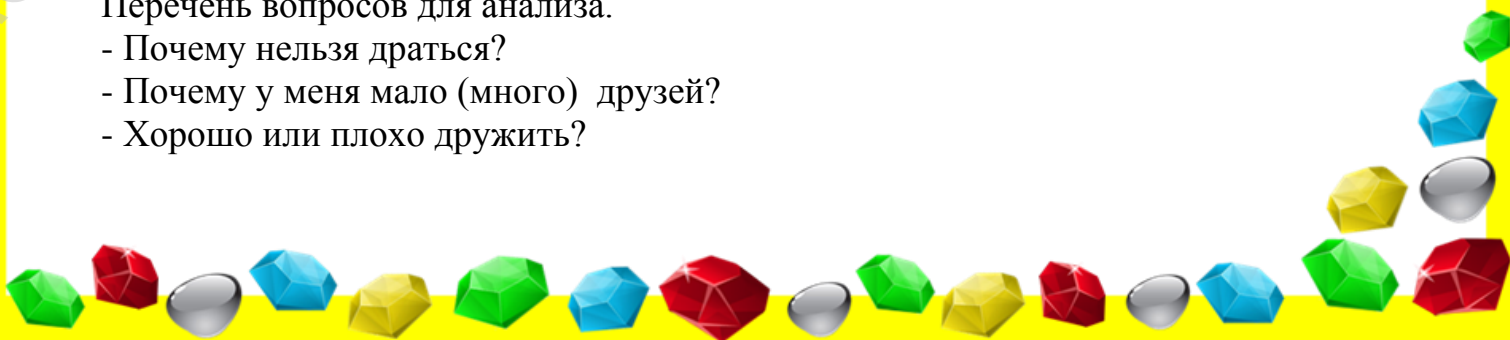 Перечень вопросов для анализа.
- Почему нельзя драться?
- Почему у меня мало (много)  друзей?
- Хорошо или плохо дружить?